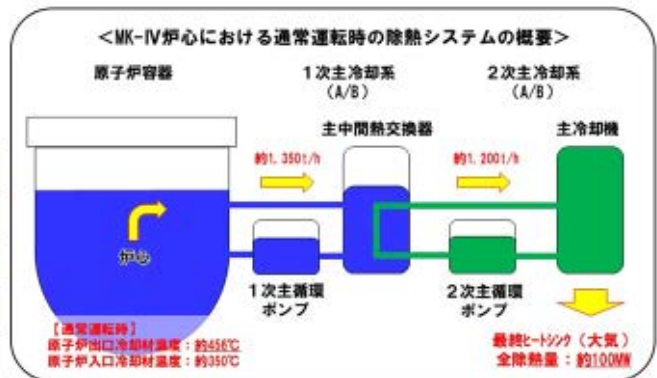 <MK-Ⅳ炉心における通常運転時の除熱システムの概要>
原子炉容器
1次主冷却系
(A/B)
2次主冷却系
(A/B)
主中間熱交換器
主冷却機
約1,350t/h
約1,200t/h
炉心
1次主循環
ポンプ
2次主循環
ポンプ
【通常運転時】
原子炉出口冷却材温度:約456℃
原子炉入口冷却材温度:約350℃
最終ヒートシンク(大気)
全除熱量:約100MW